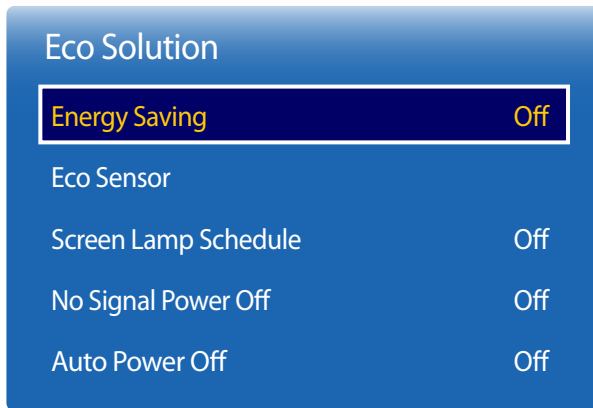 Eco Solution
Energy Saving Off
Eco Sensor
Screen Lamp Schedule Off
No Signal Power Off Off
Auto Power Off Off